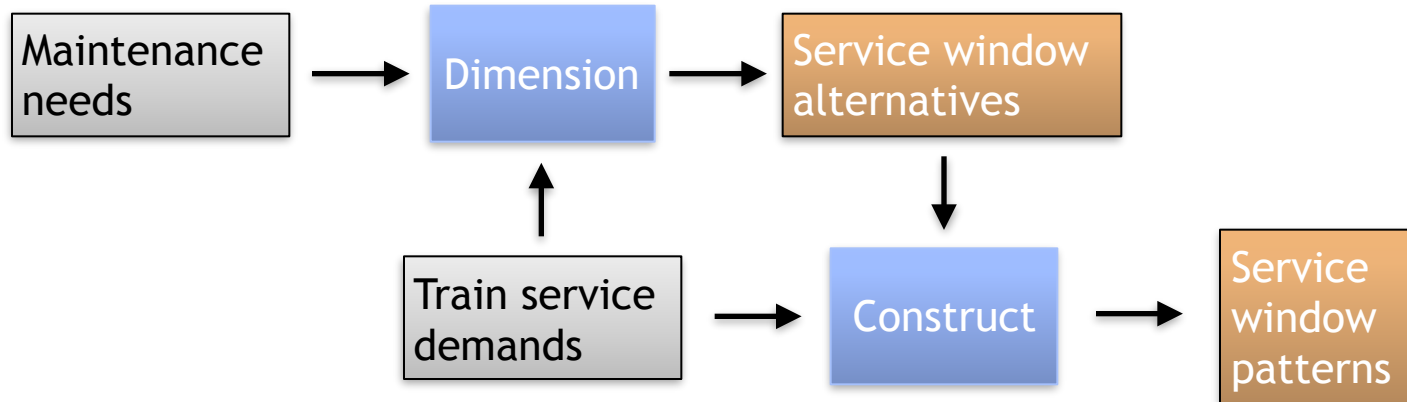 Maintenance
needs
Dimension
Service window
alternatives
Train service
demands
Construct
Service
window
patterns